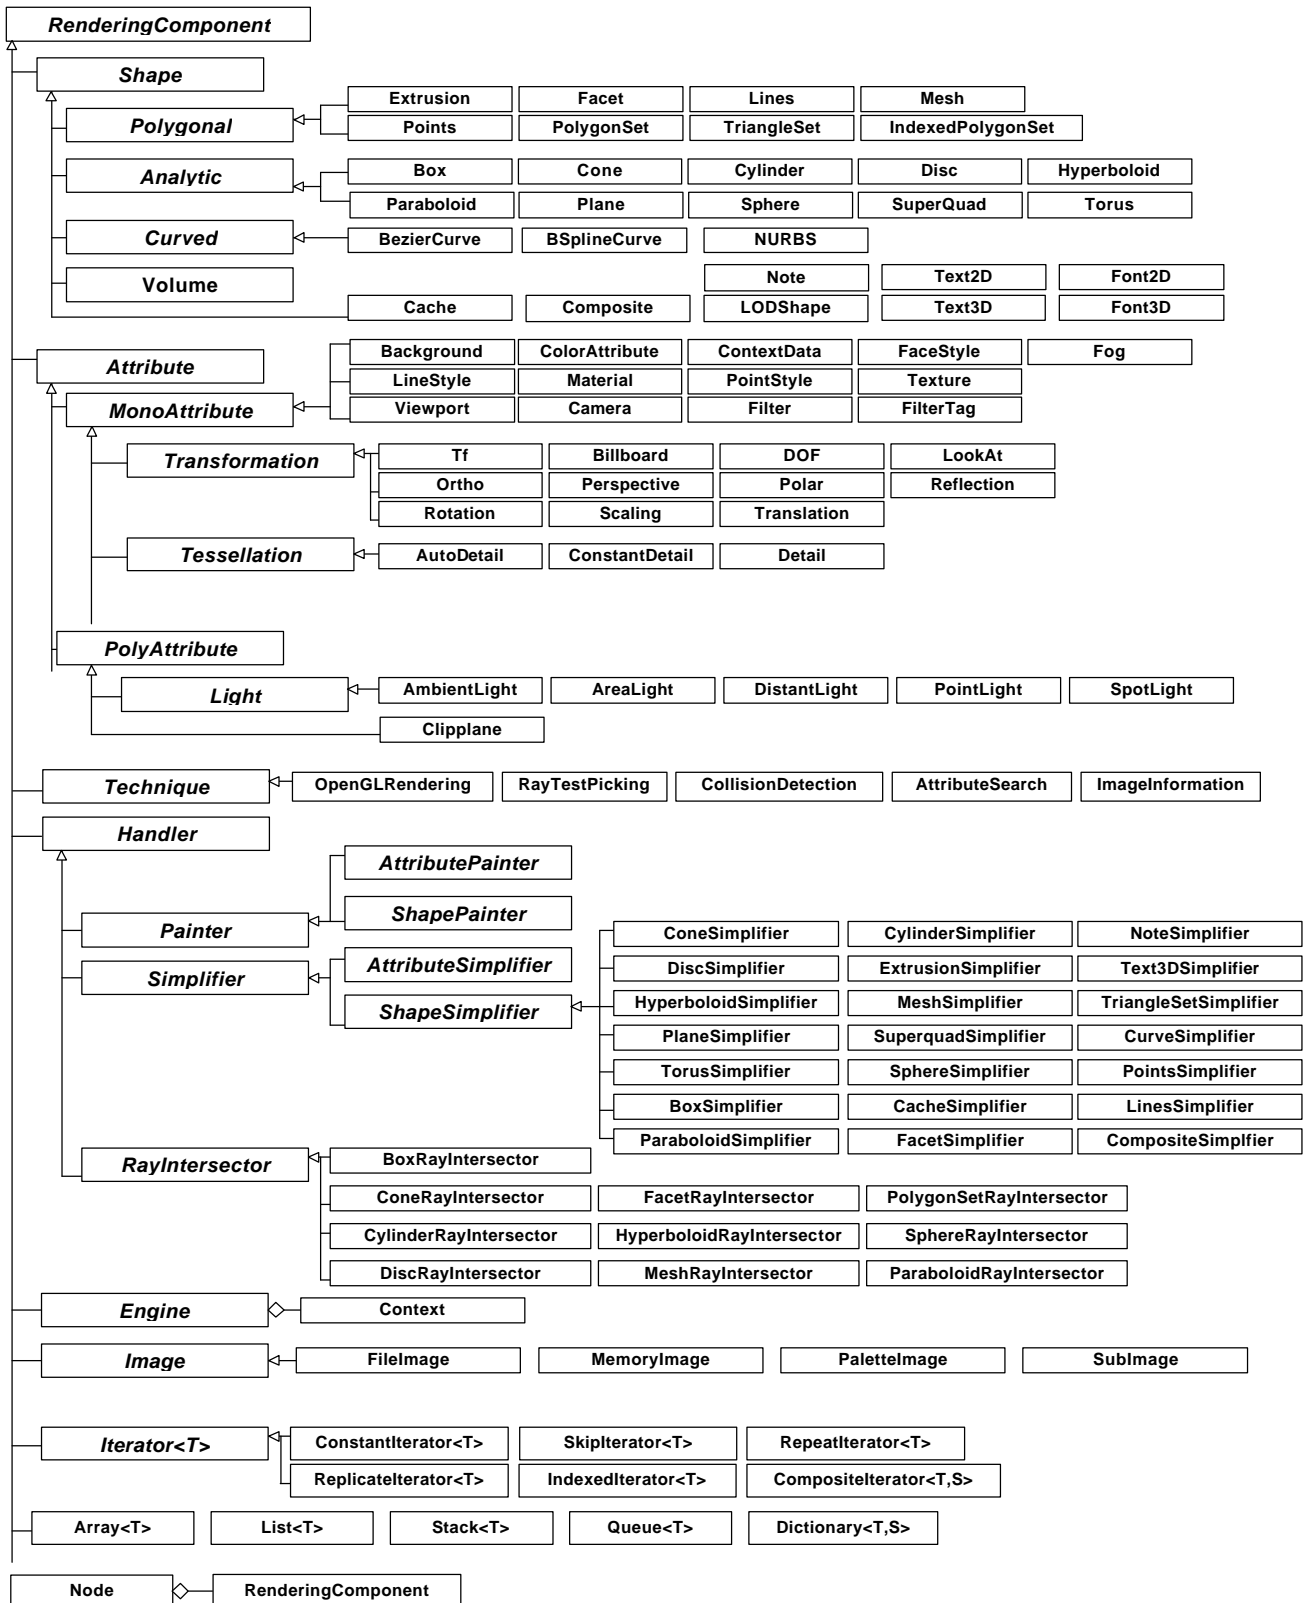 RenderingComponent
Shape
Extrusion Facet Lines Mesh
Polygonal
Points PolygonSet TriangleSet IndexedPolygonSet
Box Cone Cylinder Disc Hyperboloid
Analytic
Paraboloid Plane Sphere SuperQuad Torus
Curved BezierCurve BSplineCurve NURBS
Volume Note Text2D Font2D
Cache Composite LODShape Text3D Font3D
Attribute Background ColorAttribute ContextData FaceStyle Fog
LineStyle Material PointStyle Texture
MonoAttribute Viewport Camera Filter FilterTag
Transformation Tf Billboard DOF LookAt
Ortho Perspective Polar Reflection
Rotation Scaling Translation
Tessellation AutoDetail ConstantDetail Detail
PolyAttribute
Light AmbientLight AreaLight DistantLight PointLight SpotLight
Clipplane
Technique OpenGLRendering RayTestPicking CollisionDetection AttributeSearch ImageInformation
Handler
AttributePainter
ShapePainter
Painter ConeSimplifier CylinderSimplifier NoteSimplifier
Simplifier AttributeSimplifier DiscSimplifier ExtrusionSimplifier Text3DSimplifier
ShapeSimplifier HyperboloidSimplifier MeshSimplifier TriangleSetSimplifier
PlaneSimplifier SuperquadSimplifier CurveSimplifier
TorusSimplifier SphereSimplifier PointsSimplifier
BoxSimplifier CacheSimplifier LinesSimplifier
ParaboloidSimplifier FacetSimplifier CompositeSimplfier
RayIntersector BoxRayIntersector
ConeRayIntersector FacetRayIntersector PolygonSetRayIntersector
CylinderRayIntersector HyperboloidRayIntersector SphereRayIntersector
DiscRayIntersector MeshRayIntersector ParaboloidRayIntersector
Engine Context
Image FileImage MemoryImage PaletteImage SubImage
Iterator<T> ConstantIterator<T> SkipIterator<T> RepeatIterator<T>
ReplicateIterator<T> IndexedIterator<T> CompositeIterator<T,S>
Array<T> List<T> Stack<T> Queue<T> Dictionary<T,S>
Node RenderingComponent